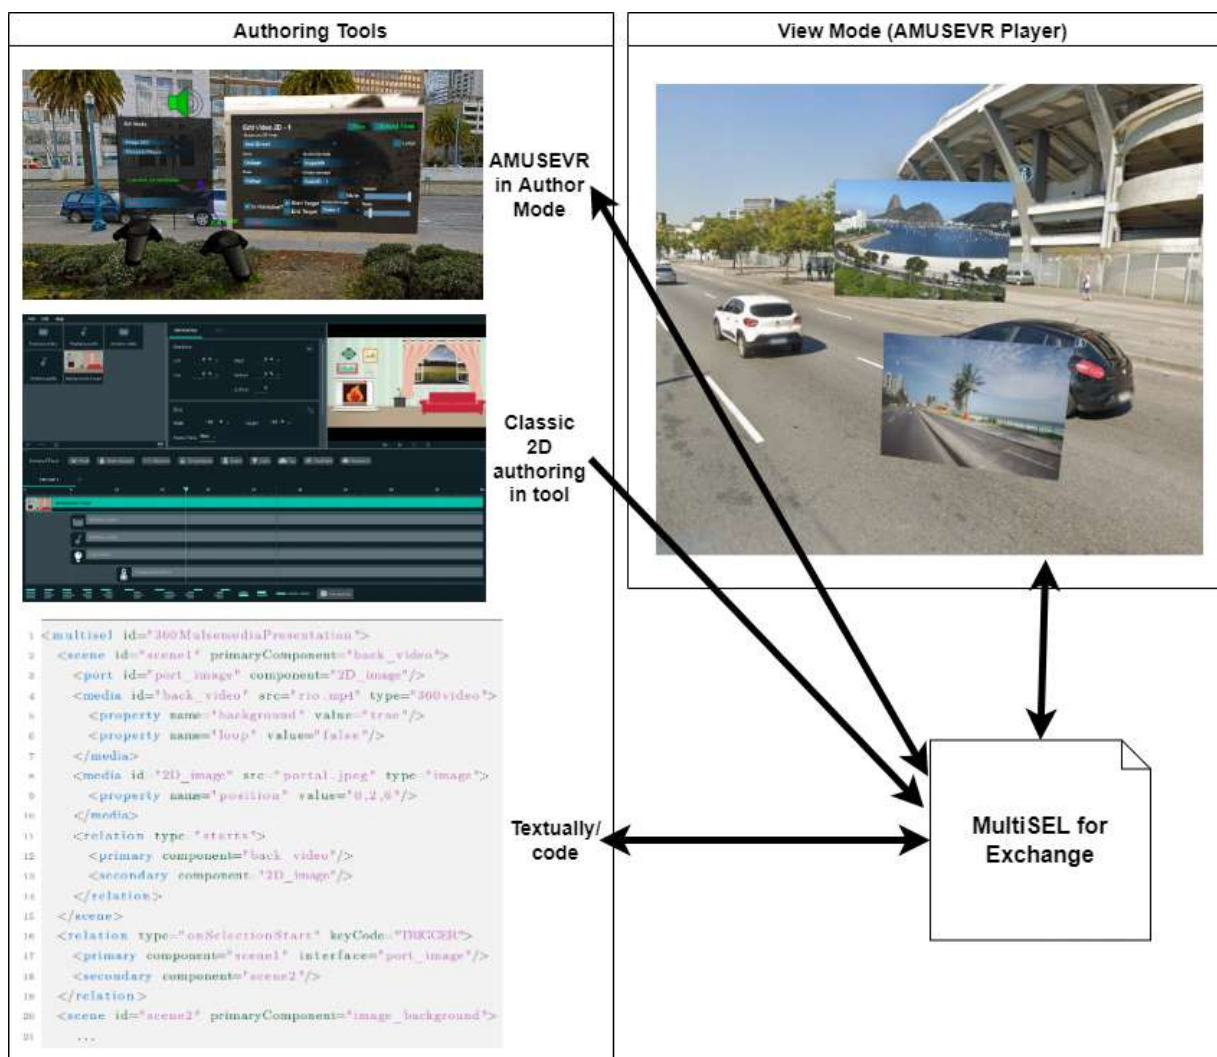 Authoring Tools
View Mode (AMUSEVR Player)
Edit Video 2D - 1
AMUSEVR
in Author
Mode
Classic
2D
authoring
in tool
1 <multisel id="360MulsemediaPresentation">
2 <scene id="scene1" primaryComponent="back_video">
3 <port id="port_image" component="2D_image"/>
4 <media id="back_video" src="rio.mp4" type="360video">
5 <property name="background" value="true"/>
6 <property name="loop" value="false"/>
7 </media>
8 <media id="2D_image" src="portal.jpeg" type="image">
9 <property name="position" value="0,2,6"/>
10 </media>
11 <relation type="starts">
12 <primary component="back_video"/>
13 <secondary component="2D_image"/>
14 </relation>
15 </scene>
16 <relation type="onSelectionStart" keyCode="TRIGGER">
17 <primary component="scene1" interface="port_image"/>
18 <secondary component="scene2"/>
19 </relation>
20 <scene id="scene2" primaryComponent="image_background">
21 ...
Textually/
code
MultiSEL for
Exchange